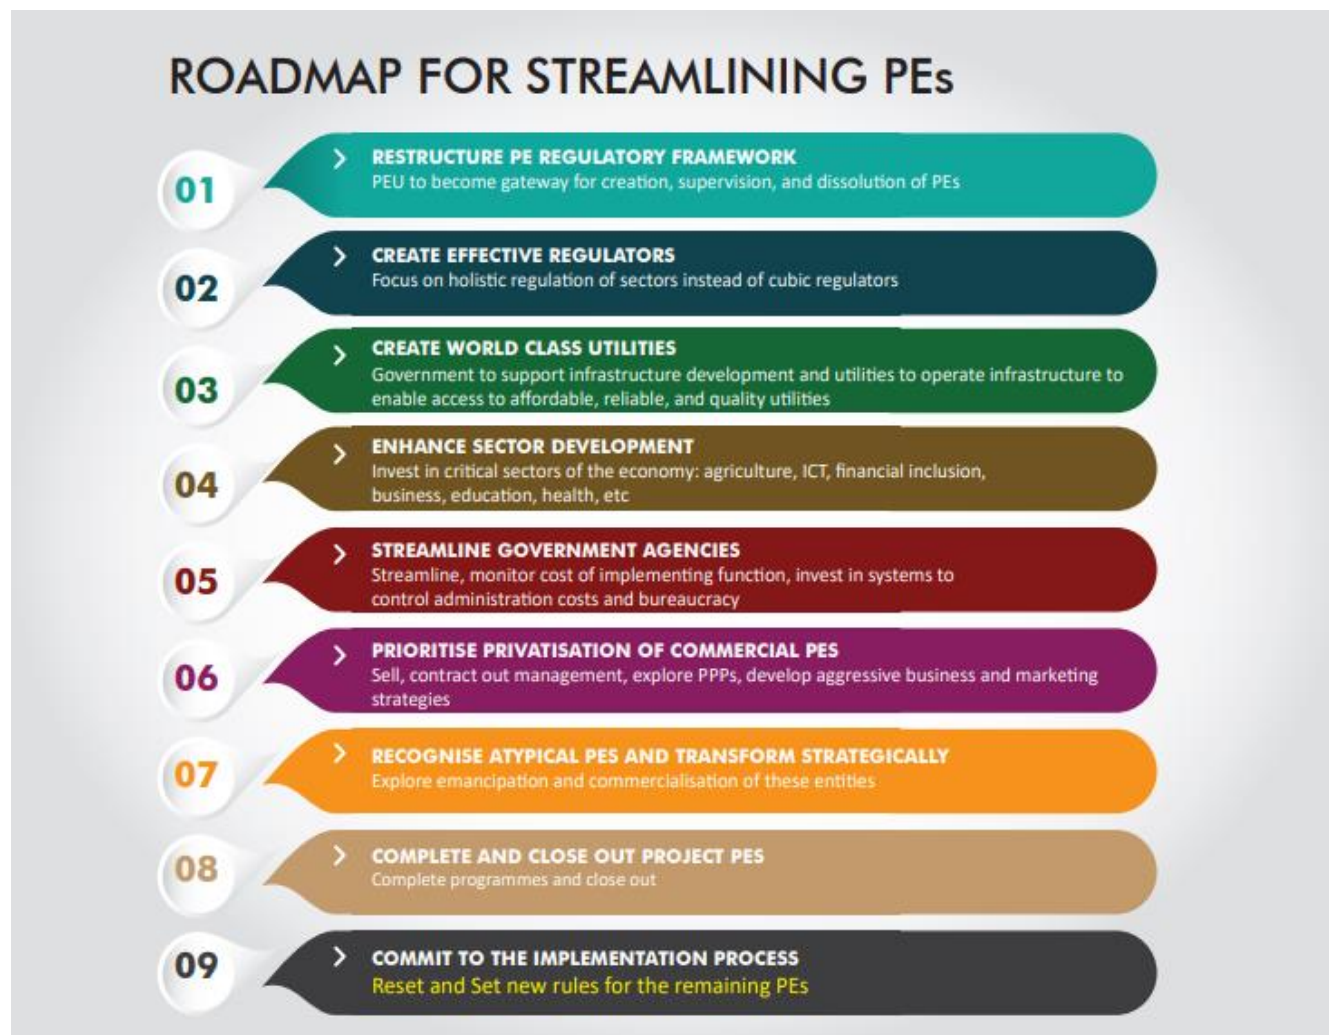 ROADMAP FOR STREAMLINING PEs
01
RESTRUCTURE PE REGULATORY FRAMEWORK
PEU to become gateway for creation, supervision, and dissolution of PEs
02
CREATE EFFECTIVE REGULATORS
Focus on holistic regulation of sectors instead of cubic regulators
03
CREATE WORLD CLASS UTILITIES
Government to support infrastructure development and utilities to operate infrastructure to
enable access to affordable, reliable, and quality utilities
04
ENHANCE SECTOR DEVELOPMENT
Invest in critical sectors of the economy: agriculture, ICT, financial inclusion,
business, education, health, etc
05
STREAMLINE GOVERNMENT AGENCIES
Streamline, monitor cost of implementing function, invest in systems to
control administration costs and bureaucracy
06
PRIORITISE PRIVATISATION OF COMMERCIAL PES
Sell, contract out management, explore PPPs, develop aggressive business and marketing
strategies
07
RECOGNISE ATYPICAL PES AND TRANSFORM STRATEGICALLY
Explore emancipation and commercialisation of these entities
08
COMPLETE AND CLOSE OUT PROJECT PES
Complete programmes and close out
09
COMMIT TO THE IMPLEMENTATION PROCESS
Reset and Set new rules for the remaining PEs